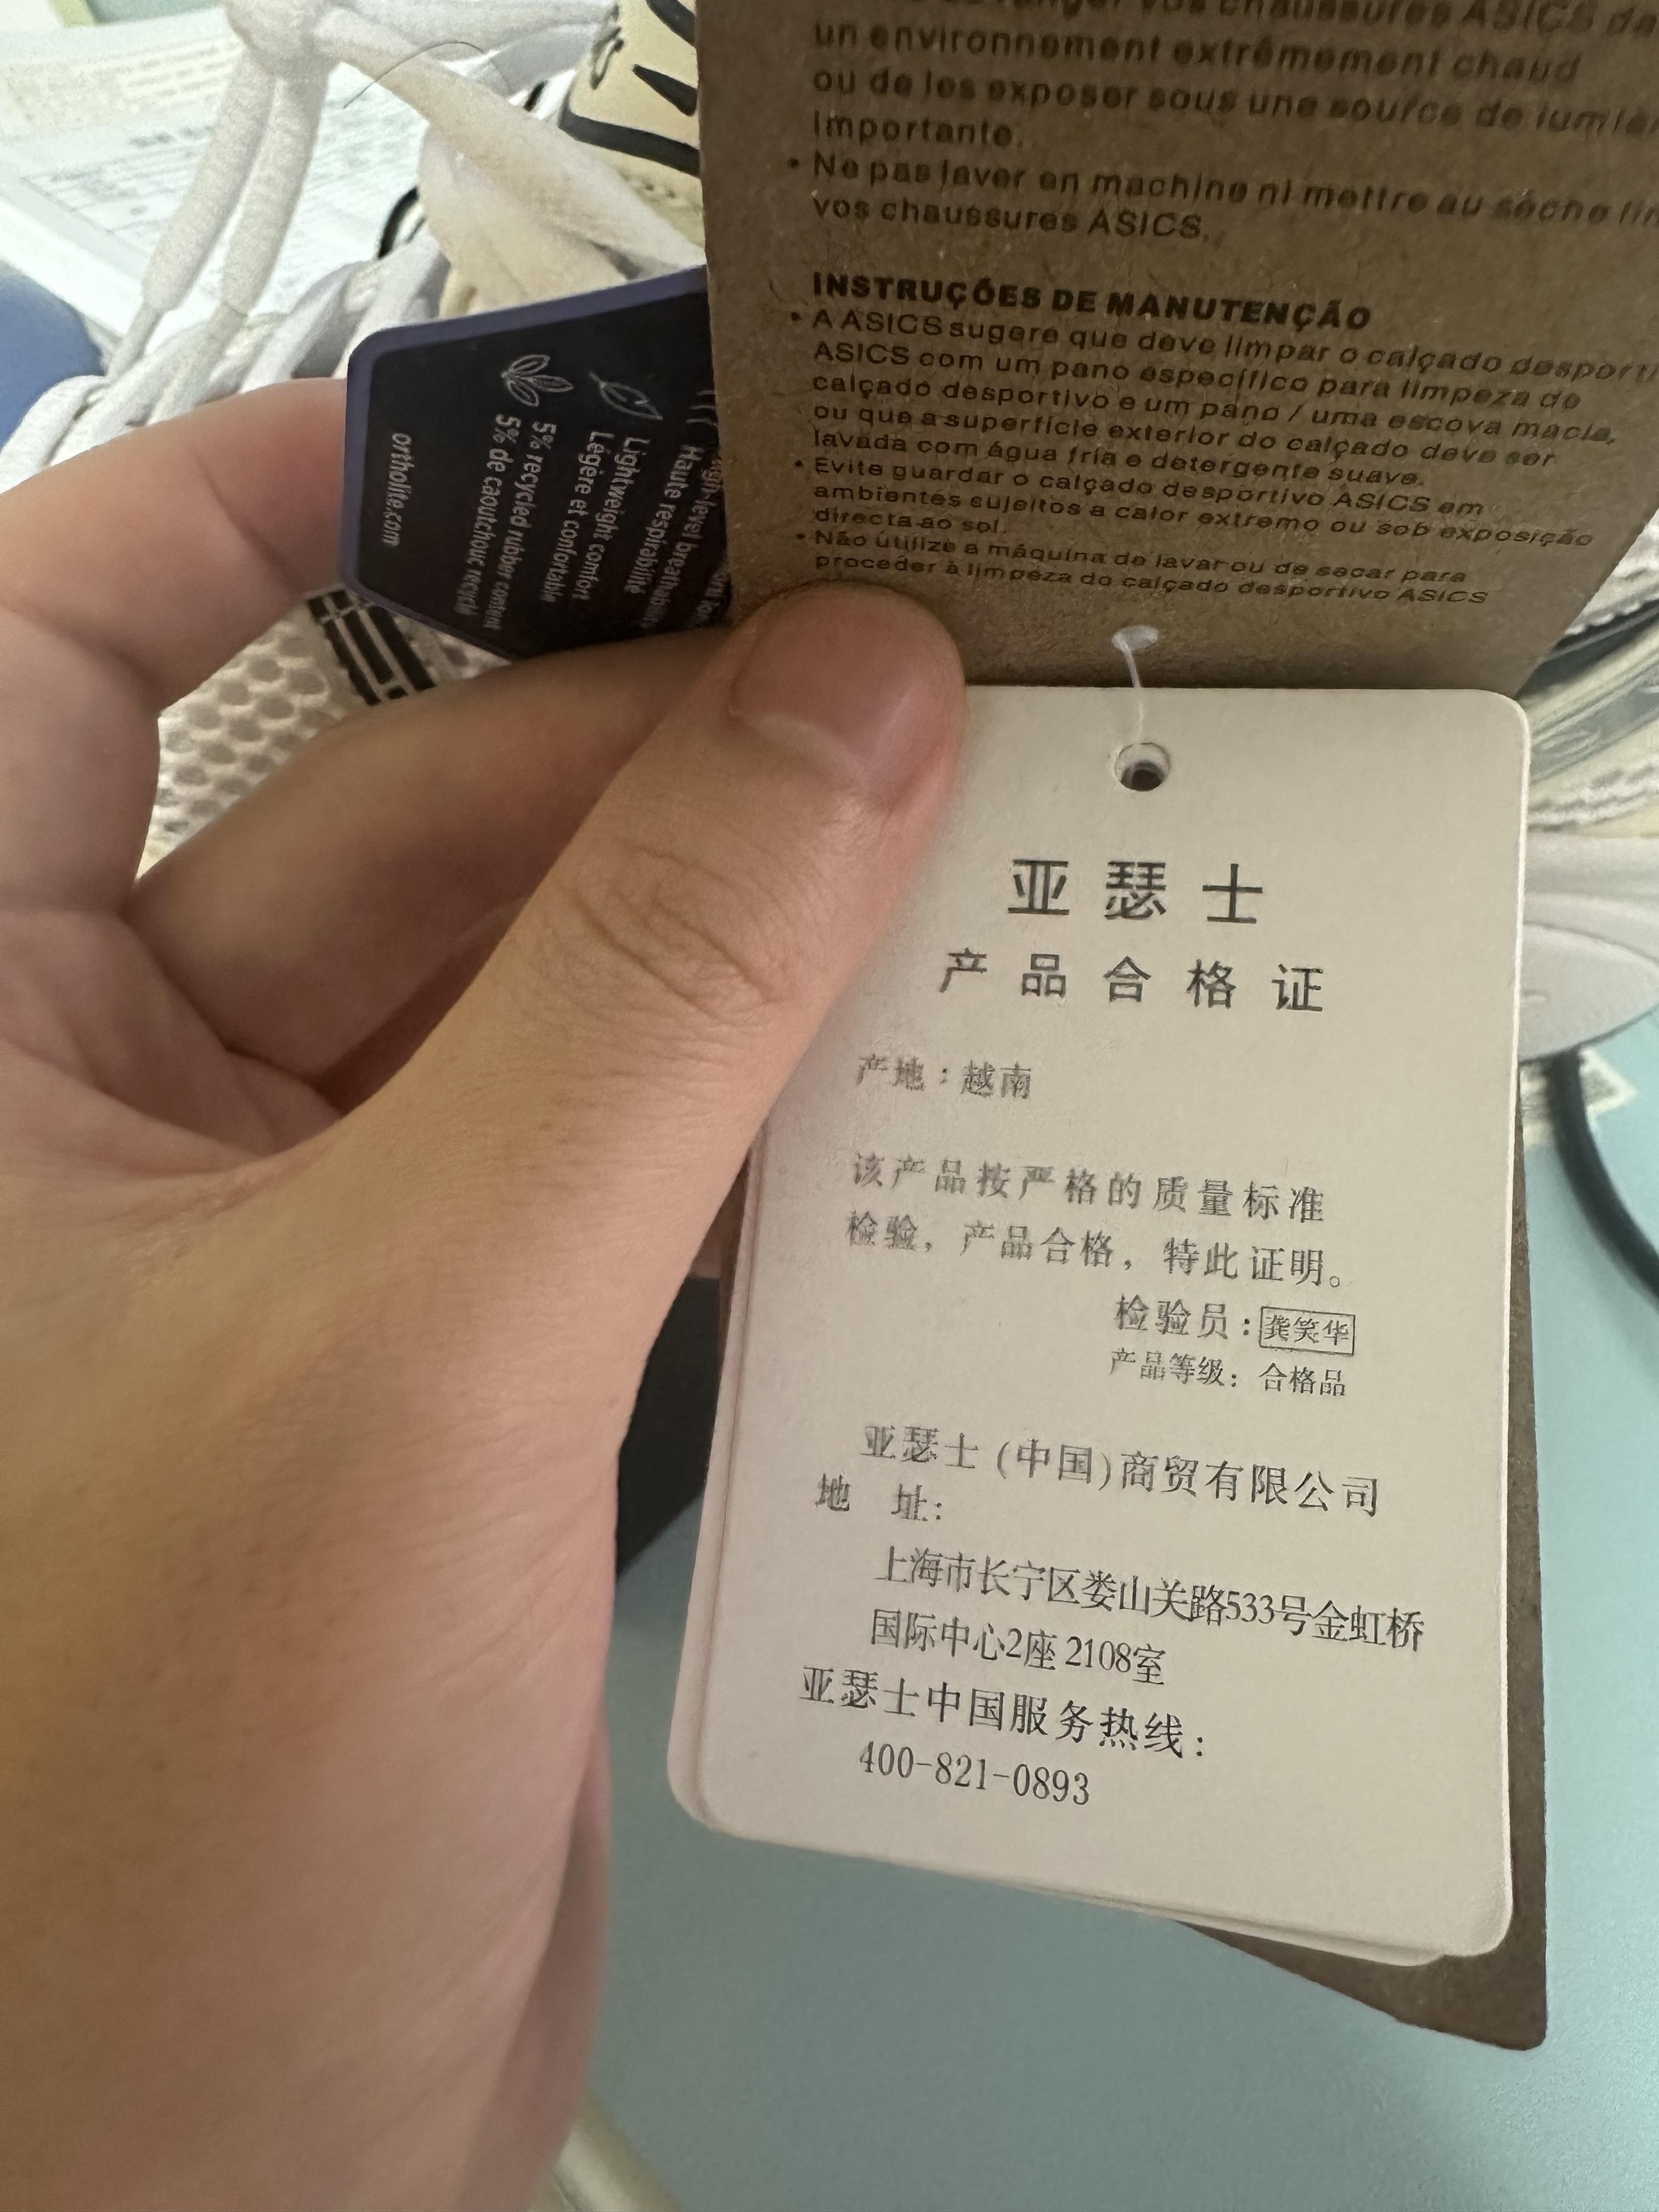 vos chaussures ASICS
un environnement extrêmement chaud
ou de les exposer sous une source de
importante.
• Ne pas laver en machine ni mettre au sèche
vos chaussures ASICS.
INSTRUÇÕES DE MANUTENÇÃO
• A ASICS sugere que deve limpar o calçado desporti
ASICS com um pano específico para limpeza de
calçado desportivo e um pano / uma escova macia,
ou que a superfície exterior do calçado deve ser
lavada com água fria e detergente suave.
• Evite guardar o calçado desportivo ASICS em
ambientes sujeitos a calor extremo ou sob exposição
directa ao sol.
• Não utilize a máquina de lavar ou de secar para
proceder à limpeza do calçado desportivo ASICS
level breathability
Haute respirabilité
Lightweight comfort
Légère et confortable
5% recycled rubber content
5% de caoutchouc recyclé
ortholite.com
亚瑟士
产品合格证
产地：越南
该产品按严格的质量标准
检验，产品合格，特此证明。
检验员：龚笑华
产品等级：合格品
亚瑟士(中国)商贸有限公司
地 址：
上海市长宁区娄山关路533号金虹桥
国际中心2座 2108室
亚瑟士中国服务热线：
400-821-0893